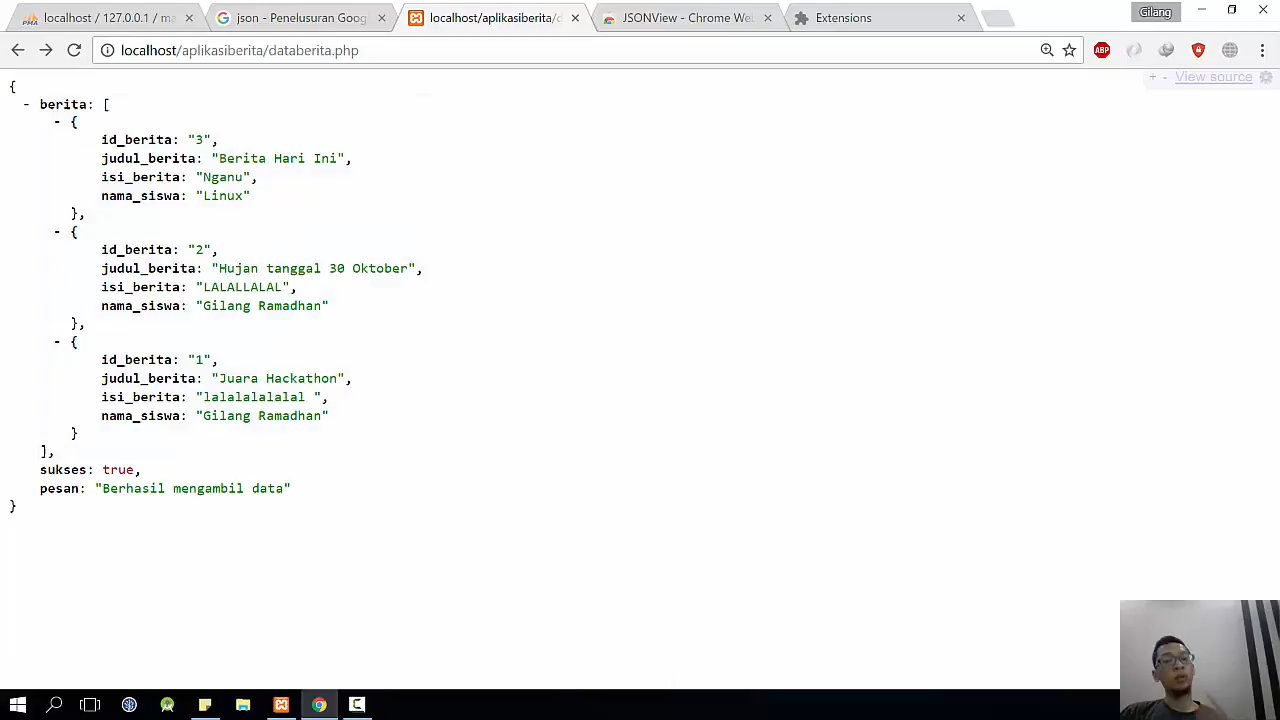 localhost / 127.0.0.1 / ma
json - Penelusuran Goog
localhost/aplikasiberita/d
JSONView - Chrome We
Extensions
Gilang
localhost/aplikasiberita/databerita.php
ABP
+ - View source
{
- berita: [
- {
id_berita: "3",
judul_berita: "Berita Hari Ini",
isi_berita: "Nganu",
nama_siswa: "Linux"
},
- {
id_berita: "2",
judul_berita: "Hujan tanggal 30 Oktober",
isi_berita: "LALALLALAL",
nama_siswa: "Gilang Ramadhan"
},
- {
id_berita: "1",
judul_berita: "Juara Hackathon",
isi_berita: "lalalalalalal ",
nama_siswa: "Gilang Ramadhan"
}
],
sukses: true,
pesan: "Berhasil mengambil data"
}